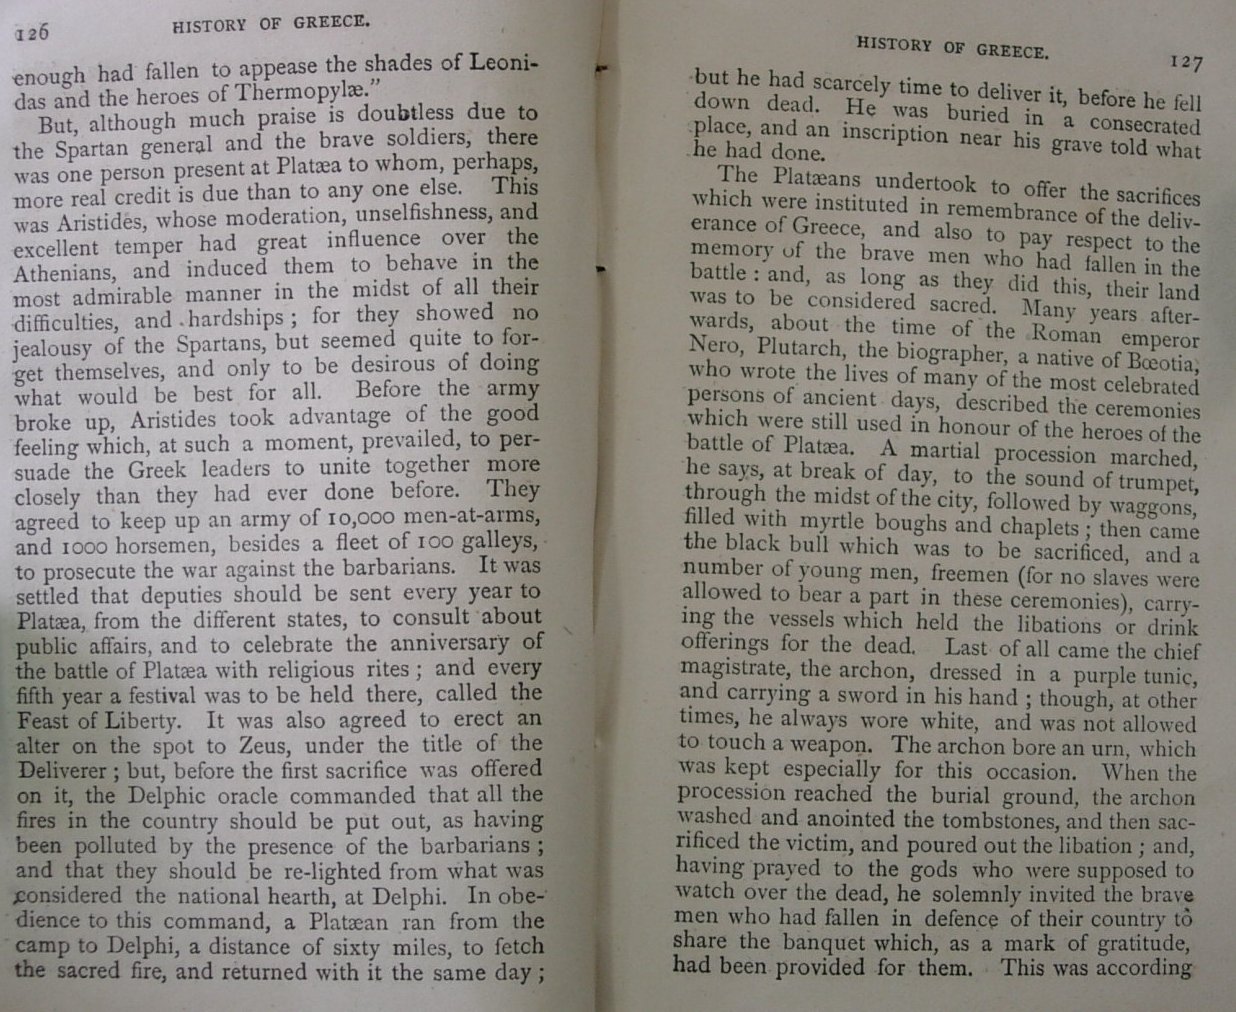 126
HISTORY OF GREECE.
enough had fallen to appease the shades of Leoni-
das and the heroes of Thermopylæ."
But, although much praise is doubtless due to
the Spartan general and the brave soldiers, there
was one person present at Platæa to whom, perhaps,
more real credit is due than to any one else. This
was Aristides, whose moderation, unselfishness, and
excellent temper had great influence over the
Athenians, and induced them to behave in the
most admirable manner in the midst of all their
difficulties, and hardships ; for they showed no
jealousy of the Spartans, but seemed quite to for-
get themselves, and only to be desirous of doing
what would be best for all. Before the army
broke up, Aristides took advantage of the good
feeling which, at such a moment, prevailed, to per-
suade the Greek leaders to unite together more
closely than they had ever done before. They
agreed to keep up an army of 10,000 men-at-arms,
and 1000 horsemen, besides a fleet of 100 galleys,
to prosecute the war against the barbarians. It was
settled that deputies should be sent every year to
Platæa, from the different states, to consult about
public affairs, and to celebrate the anniversary of
the battle of Platæa with religious rites ; and every
fifth year a festival was to be held there, called the
Feast of Liberty. It was also agreed to erect an
alter on the spot to Zeus, under the title of the
Deliverer ; but, before the first sacrifice was offered
on it, the Delphic oracle commanded that all the
fires in the country should be put out, as having
been polluted by the presence of the barbarians ;
and that they should be re-lighted from what was
considered the national hearth, at Delphi. In obe-
dience to this command, a Platæan ran from the
camp to Delphi, a distance of sixty miles, to fetch
the sacred fire, and returned with it the same day ;
HISTORY OF GREECE.
127
but he had scarcely time to deliver it, before he fell
down dead. He was buried in a consecrated
place, and an inscription near his grave told what
he had done.
The Platæans undertook to offer the sacrifices
which were instituted in remembrance of the deliv-
erance of Greece, and also to pay respect to the
memory of the brave men who had fallen in the
battle : and, as long as they did this, their land
was to be considered sacred. Many years after-
wards, about the time of the Roman emperor
Nero, Plutarch, the biographer, a native of Bœotia,
who wrote the lives of many of the most celebrated
persons of ancient days, described the ceremonies
which were still used in honour of the heroes of the
battle of Platæa. A martial procession marched,
he says, at break of day, to the sound of trumpet,
through the midst of the city, followed by waggons,
filled with myrtle boughs and chaplets ; then came
the black bull which was to be sacrificed, and a
number of young men, freemen (for no slaves were
allowed to bear a part in these ceremonies), carry-
ing the vessels which held the libations or drink
offerings for the dead. Last of all came the chief
magistrate, the archon, dressed in a purple tunic,
and carrying a sword in his hand ; though, at other
times, he always wore white, and was not allowed
to touch a weapon. The archon bore an urn, which
was kept especially for this occasion. When the
procession reached the burial ground, the archon
washed and anointed the tombstones, and then sac-
rificed the victim, and poured out the libation ; and,
having prayed to the gods who were supposed to
watch over the dead, he solemnly invited the brave
men who had fallen in defence of their country to
share the banquet which, as a mark of gratitude,
had been provided for them. This was according